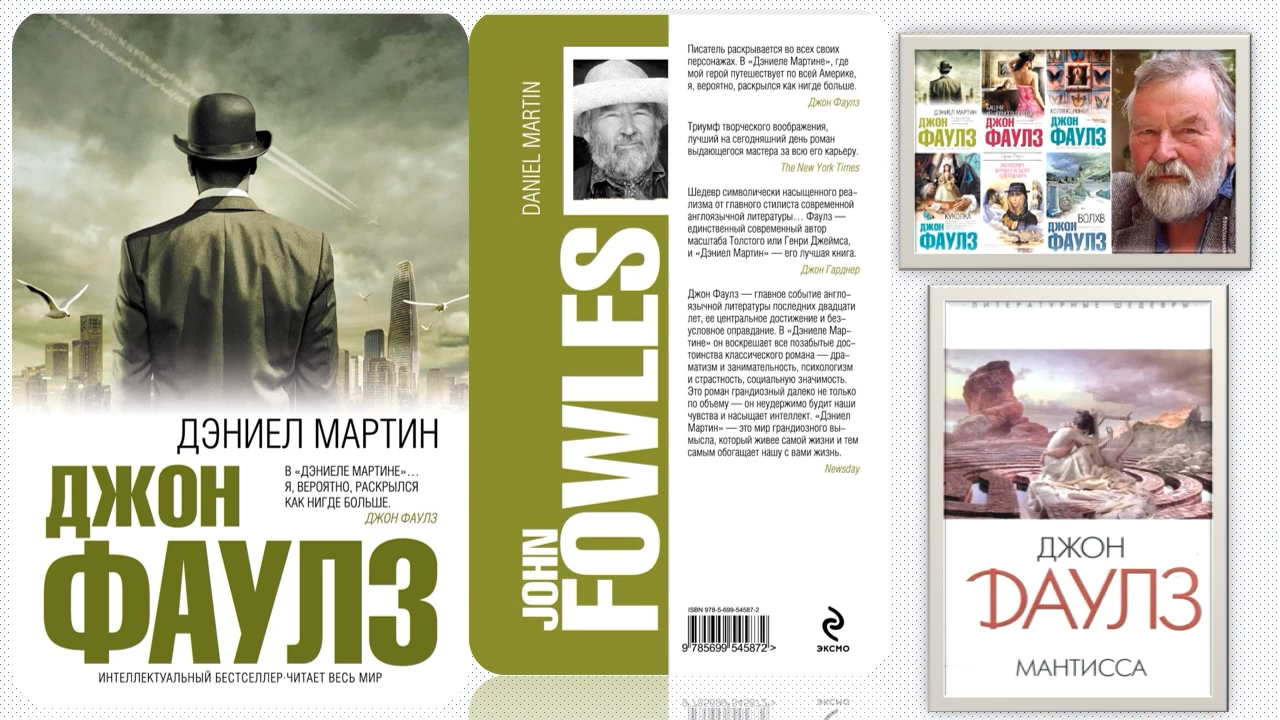 ДЭНИЕЛ МАРТИН
ДЖОН
ФАУЛЗ
В «ДЭНИЕЛЕ МАРТИНЕ»…
Я, ВЕРОЯТНО, РАСКРЫЛСЯ
КАК НИГДЕ БОЛЬШЕ.
ДЖОН ФАУЛЗ
ИНТЕЛЛЕКТУАЛЬНЫЙ БЕСТСЕЛЛЕР·ЧИТАЕТ ВЕСЬ МИР
DANIEL MARTIN
JOHN
FOWLES
Писатель раскрывается во всех своих
персонажах. В «Дэниеле Мартине», где
мой герой путешествует по всей Америке,
я, вероятно, раскрылся как нигде больше.
Джон Фаулз
Триумф творческого воображения,
лучший на сегодняшний день роман
выдающегося мастера за всю его карьеру.
The New York Times
Шедевр символически насыщенного реа–
лизма от главного стилиста современной
англоязычной литературы… Фаулз —
единственный современный автор
масштаба Толстого или Генри Джеймса,
и «Дэниел Мартин» — его лучшая книга.
Джон Гарднер
Джон Фаулз — главное событие англо–
язычной литературы последних двадцати
лет, ее центральное достижение и без–
условное оправдание. В «Дэниеле Мар–
тине» он воскрешает все позабытые дос–
тоинства классического романа — дра–
матизм и занимательность, психологизм
и страстность, социальную значимость.
Это роман грандиозный далеко не только
по объему — он неудержимо будит наши
чувства и насыщает интеллект. «Дэниел
Мартин» — это мир грандиозного вы–
мысла, который живее самой жизни и тем
самым обогащает нашу с вами жизнь.
Newsday
ISBN 978-5-699-54587-2
9 785699 545872 >
ЭКСМО
ДЭНИЕЛ МАРТИН
ДЖОН
ФАУЛЗ
ДЖОН
ФАУЛЗ
КОЛЛЕКЦИОНЕР
ДЖОН
ФАУЛЗ
КУКОЛКА
ДЖОН
ФАУЛЗ
ВОЛХВ
ДЖОН
ФАУЛЗ
ЛИТЕРАТУРНЫЕ ШЕДЕВРЫ
ДЖОН
ФАУЛЗ
МАНТИССА